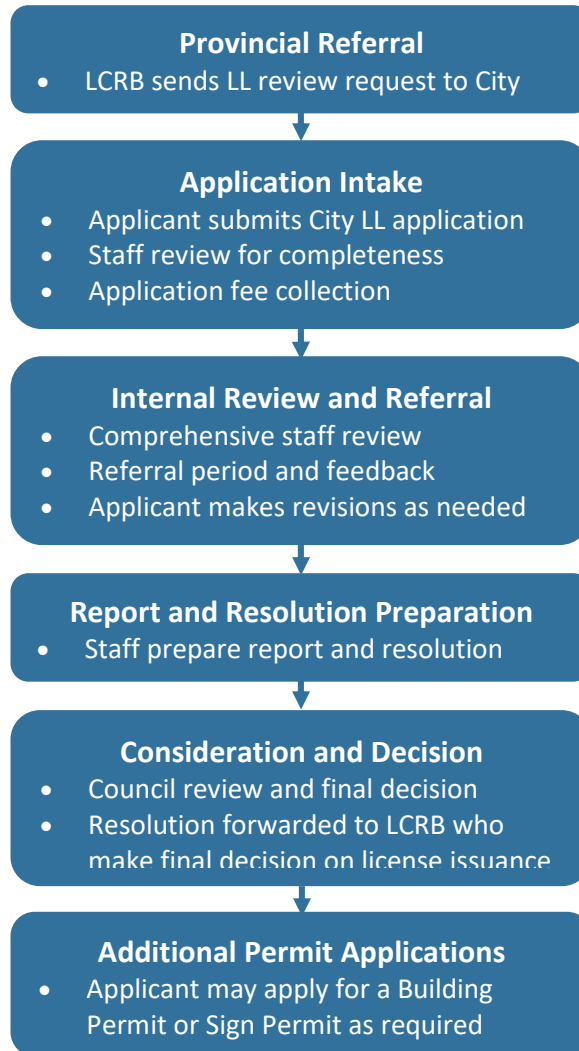 Provincial Referral
• LCRB sends LL review request to City
Application Intake
• Applicant submits City LL application
• Staff review for completeness
• Application fee collection
Internal Review and Referral
• Comprehensive staff review
• Referral period and feedback
• Applicant makes revisions as needed
Report and Resolution Preparation
• Staff prepare report and resolution
Consideration and Decision
• Council review and final decision
• Resolution forwarded to LCRB who
make final decision on license issuance
Additional Permit Applications
• Applicant may apply for a Building
Permit or Sign Permit as required